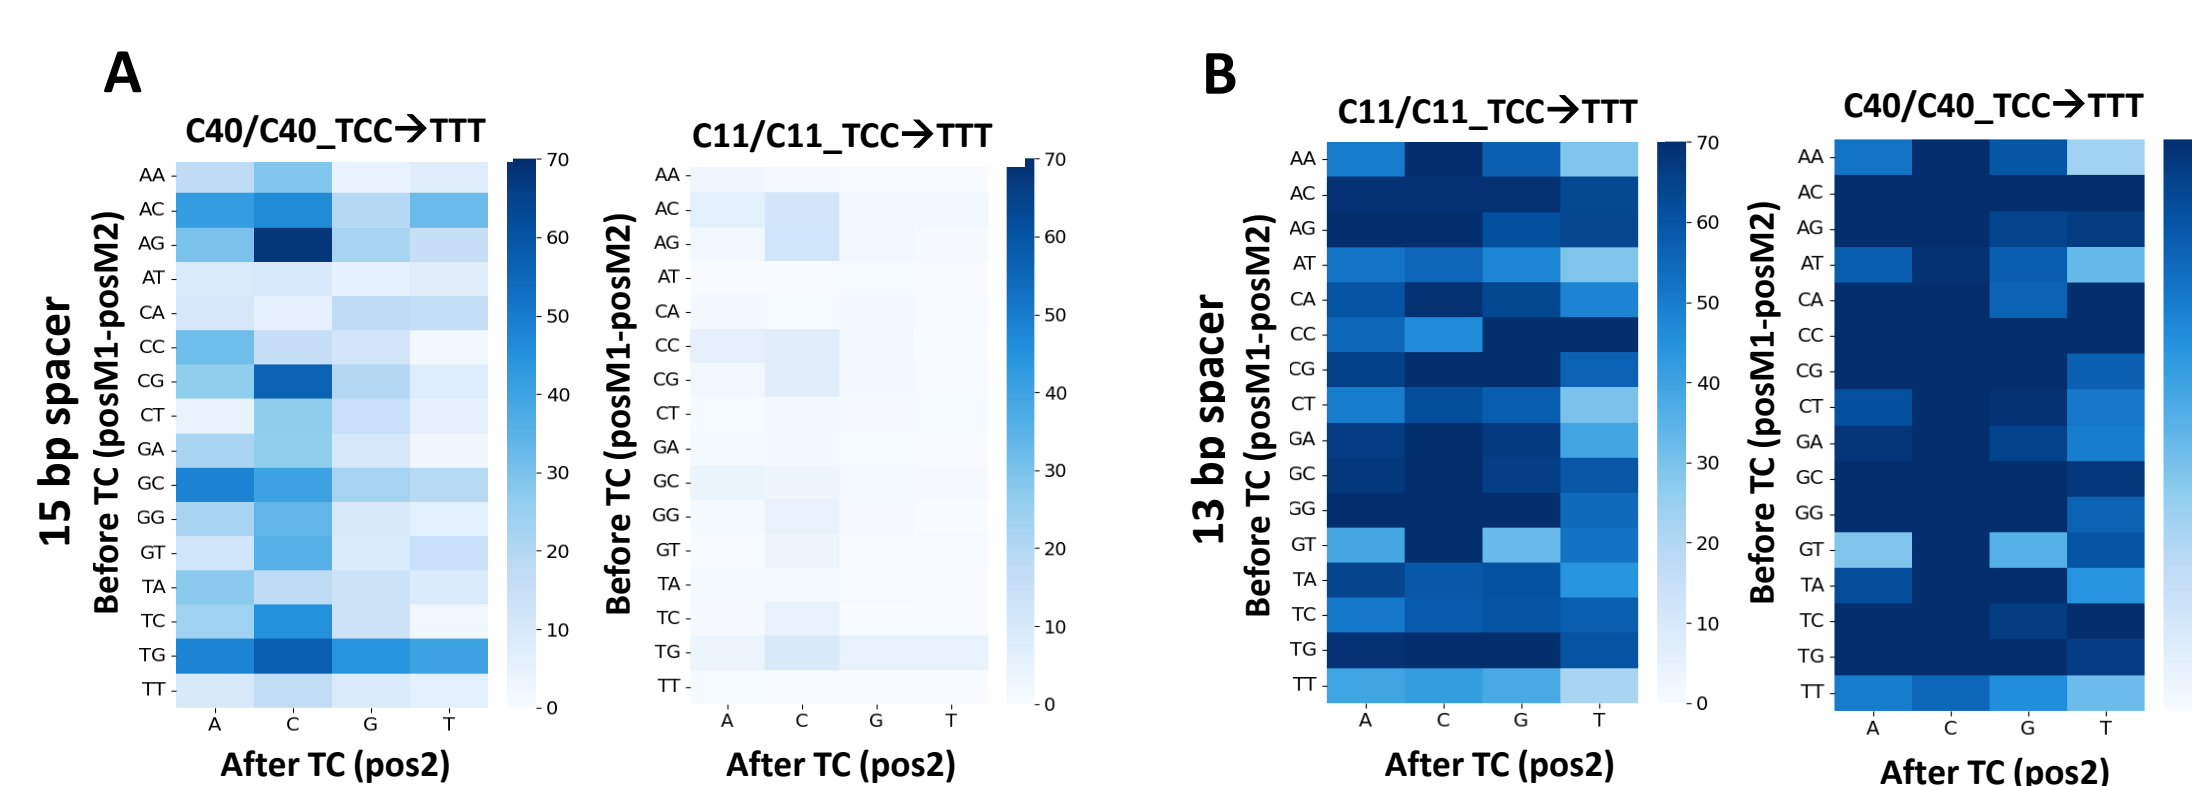 A
C40/C40_TCC→TTT
15 bp spacer
Before TC (posM1-posM2)
AA
AC
AG
AT
CA
CC
CG
CT
GA
GC
GG
GT
TA
TC
TG
TT
A C G T
After TC (pos2)
70
60
50
40
30
20
10
0
C11/C11_TCC→TTT
Before TC (posM1-posM2)
AA
AC
AG
AT
CA
CC
CG
CT
GA
GC
GG
GT
TA
TC
TG
TT
A C G T
After TC (pos2)
70
60
50
40
30
20
10
0
B
C11/C11_TCC→TTT
13 bp spacer
Before TC (posM1-posM2)
AA
AC
AG
AT
CA
CC
CG
CT
GA
GC
GG
GT
TA
TC
TG
TT
A C G T
After TC (pos2)
70
60
50
40
30
20
10
0
C40/C40_TCC→TTT
Before TC (posM1-posM2)
AA
AC
AG
AT
CA
CC
CG
CT
GA
GC
GG
GT
TA
TC
TG
TT
A C G T
After TC (pos2)